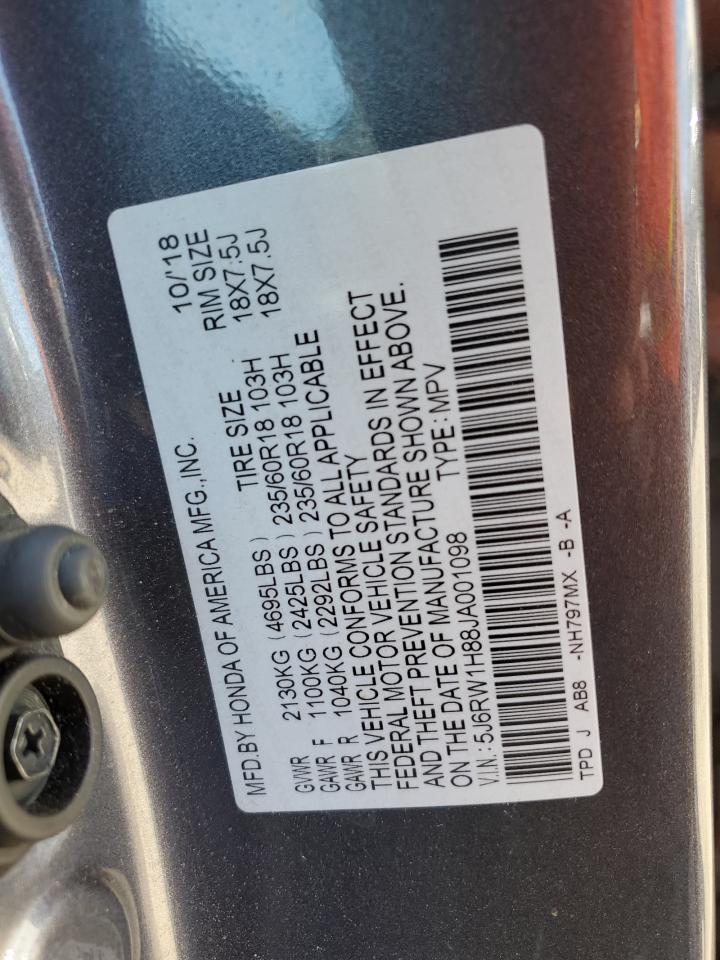 MFD.BY HONDA OF AMERICA MFG.,INC. 10/'18
GVWR 2130KG (4695LBS) TIRE SIZE RIM SIZE
GAWR F 1100KG (2425LBS) 235/60R18 103H 18X7.5J
GAWR R 1040KG (2292LBS) 235/60R18 103H 18X7.5J
THIS VEHICLE CONFORMS TO ALL APPLICABLE
FEDERAL MOTOR VEHICLE SAFETY
AND THEFT PREVENTION STANDARDS IN EFFECT
ON THE DATE OF MANUFACTURE SHOWN ABOVE.
V.I.N.:5J6RW1H88JA001098 TYPE:MPV
TPD J AB8 -NH797MX -B -A